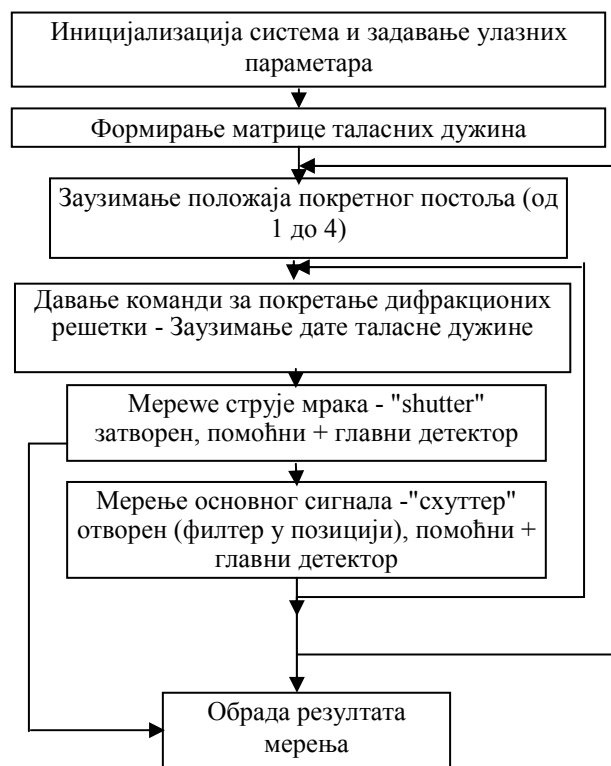 Иницијализација система и задавање улазних
параметара
Формирање матрице таласних дужина
Заузимање положаја покретног постоља (од
1 до 4)
Давање команди за покретање дифракционих
решетки - Заузимање дате таласне дужине
Мереwе струје мрака - "shutter"
затворен, помоћни + главни детектор
Мерење основног сигнала -"схуттер"
отворен (филтер у позицији), помоћни +
главни детектор
Обрада резултата
мерења